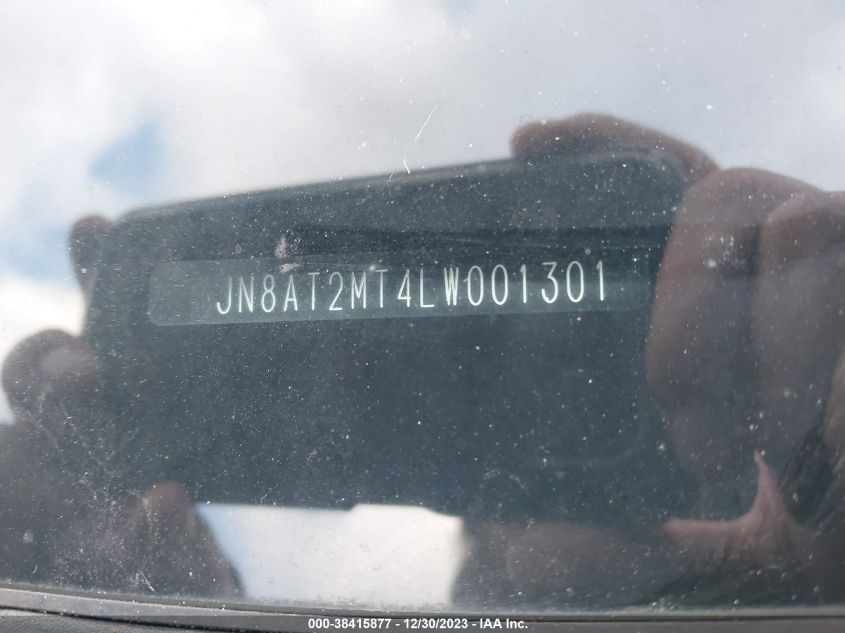 JN8AT2MT4LW001301
000-38415877 - 12/30/2023 - IAA Inc.